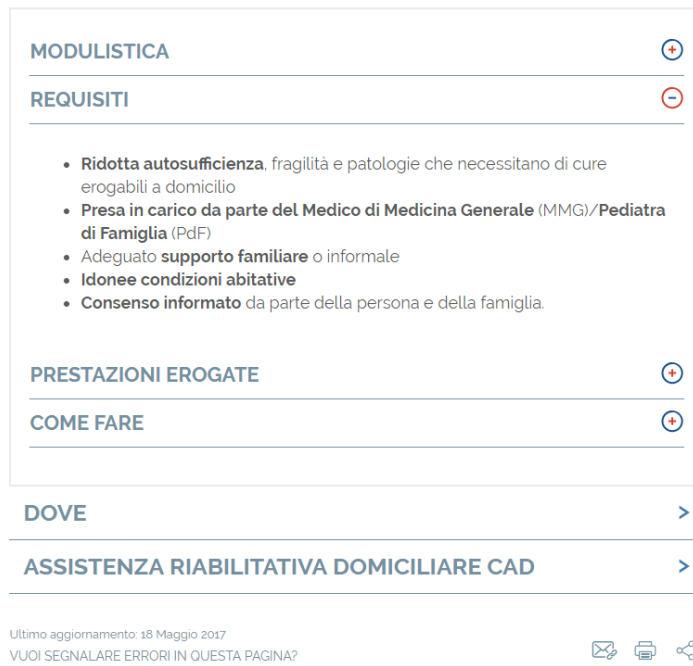 MODULISTICA
REQUISITI
• Ridotta autosufficienza, fragilità e patologie che necessitano di cure
erogabili a domicilio
• Presa in carico da parte del Medico di Medicina Generale (MMG)/Pediatra
di Famiglia (PdF)
• Adeguato supporto familiare o informale
• Idonee condizioni abitative
• Consenso informato da parte della persona e della famiglia.
PRESTAZIONI EROGATE
COME FARE
DOVE
ASSISTENZA RIABILITATIVA DOMICILIARE CAD
Ultimo aggiornamento: 18 Maggio 2017
VUOI SEGNALARE ERRORI IN QUESTA PAGINA?